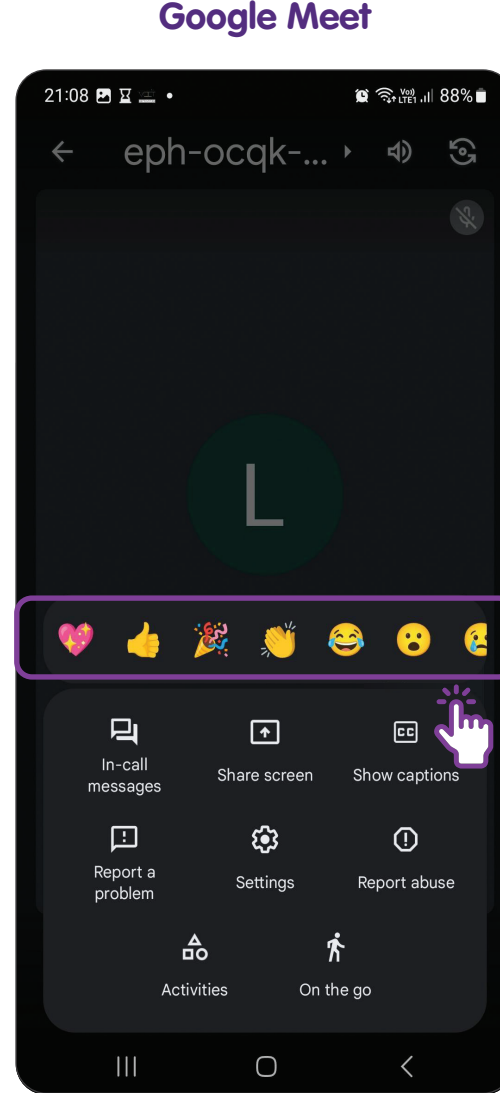 Google Meet
21:08 88%
eph-ocqk-...
L
In-call
messages
Share screen
CC
Show captions
Report a
problem
Settings
Report abuse
Activities
On the go